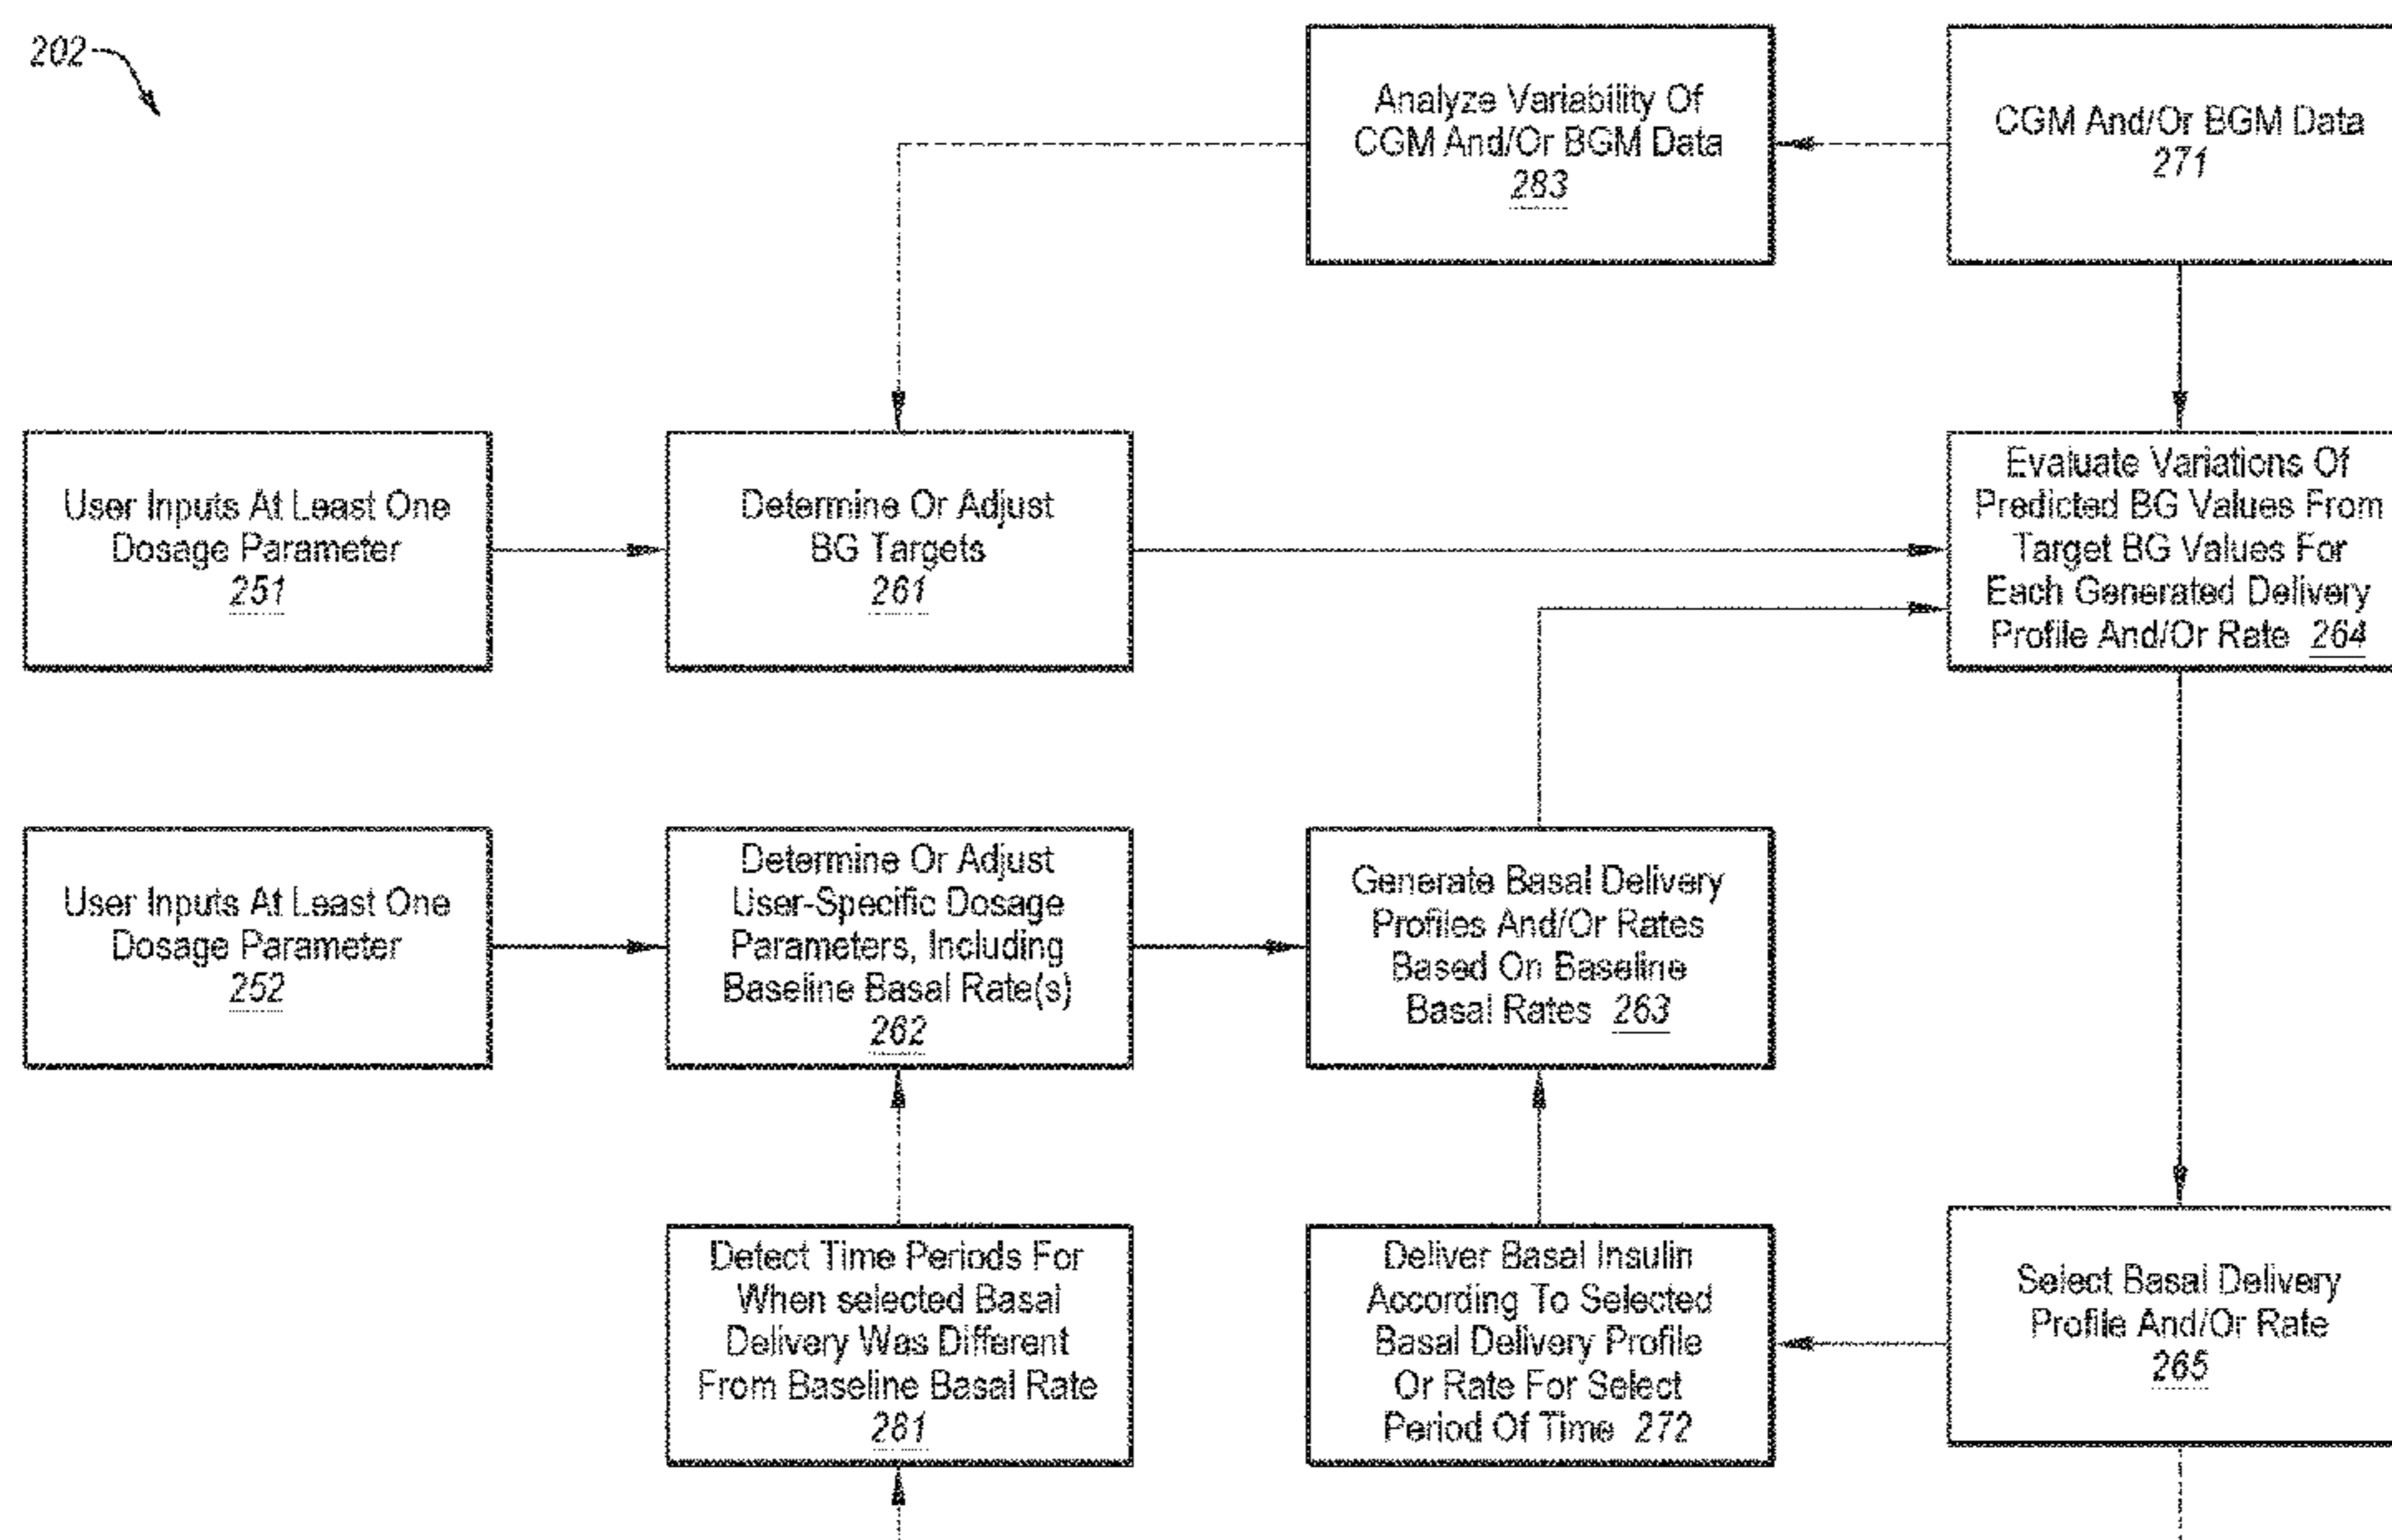 202
Analyze Variability Of
CGM And/Or BGM Data
283
CGM And/Or BGM Data
271
User Inputs At Least One
Dosage Parameter
251
Determine Or Adjust
BG Targets
261
Evaluate Variations Of
Predicted BG Values From
Target BG Values For
Each Generated Delivery
Profile And/Or Rate 264
User Inputs At Least One
Dosage Parameter
252
Determine Or Adjust
User-Specific Dosage
Parameters, Including
Baseline Basal Rate(s)
262
Generate Basal Delivery
Profiles And/Or Rates
Based On Baseline
Basal Rates 263
Detect Time Periods For
When selected Basal
Delivery Was Different
From Baseline Basal Rate
281
Deliver Basal Insulin
According To Selected
Basal Delivery Profile
Or Rate For Select
Period Of Time 272
Select Basal Delivery
Profile And/Or Rate
265